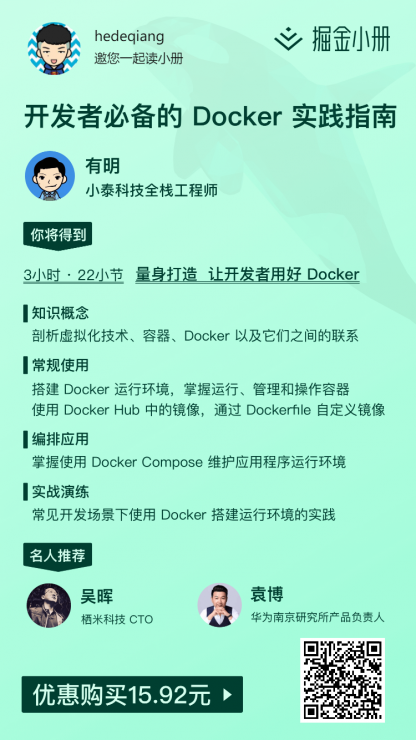 hedeqiang
邀您一起读小册
掘金小册
开发者必备的 Docker 实践指南
有明
小泰科技全栈工程师
你将得到
3小时 · 22小节 量身打造 让开发者用好 Docker
知识概念
剖析虚拟化技术、容器、Docker 以及它们之间的联系
常规使用
搭建 Docker 运行环境，掌握运行、管理和操作容器
使用 Docker Hub 中的镜像，通过 Dockerfile 自定义镜像
编排应用
掌握使用 Docker Compose 维护应用程序运行环境
实战演练
常见开发场景下使用 Docker 搭建运行环境的实践
名人推荐
吴晖
栖米科技 CTO
袁博
华为南京研究所产品负责人
优惠购买15.92元